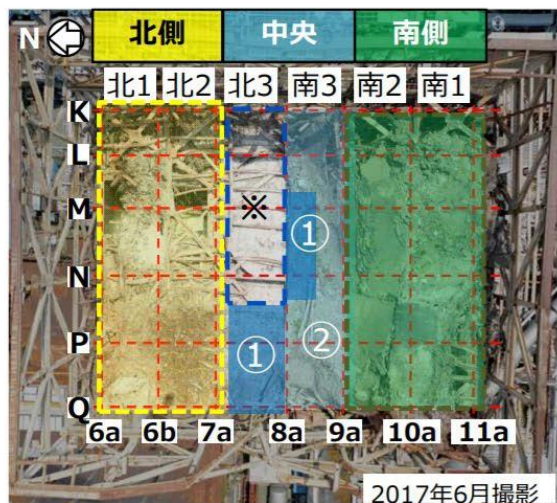 N 北側 中央 南側
北1 北2 北3 南3 南2 南1
K
L
M ※ ①
N
P ① ②
Q
6a 6b 7a 8a 9a 10a 11a
2017年6月撮影